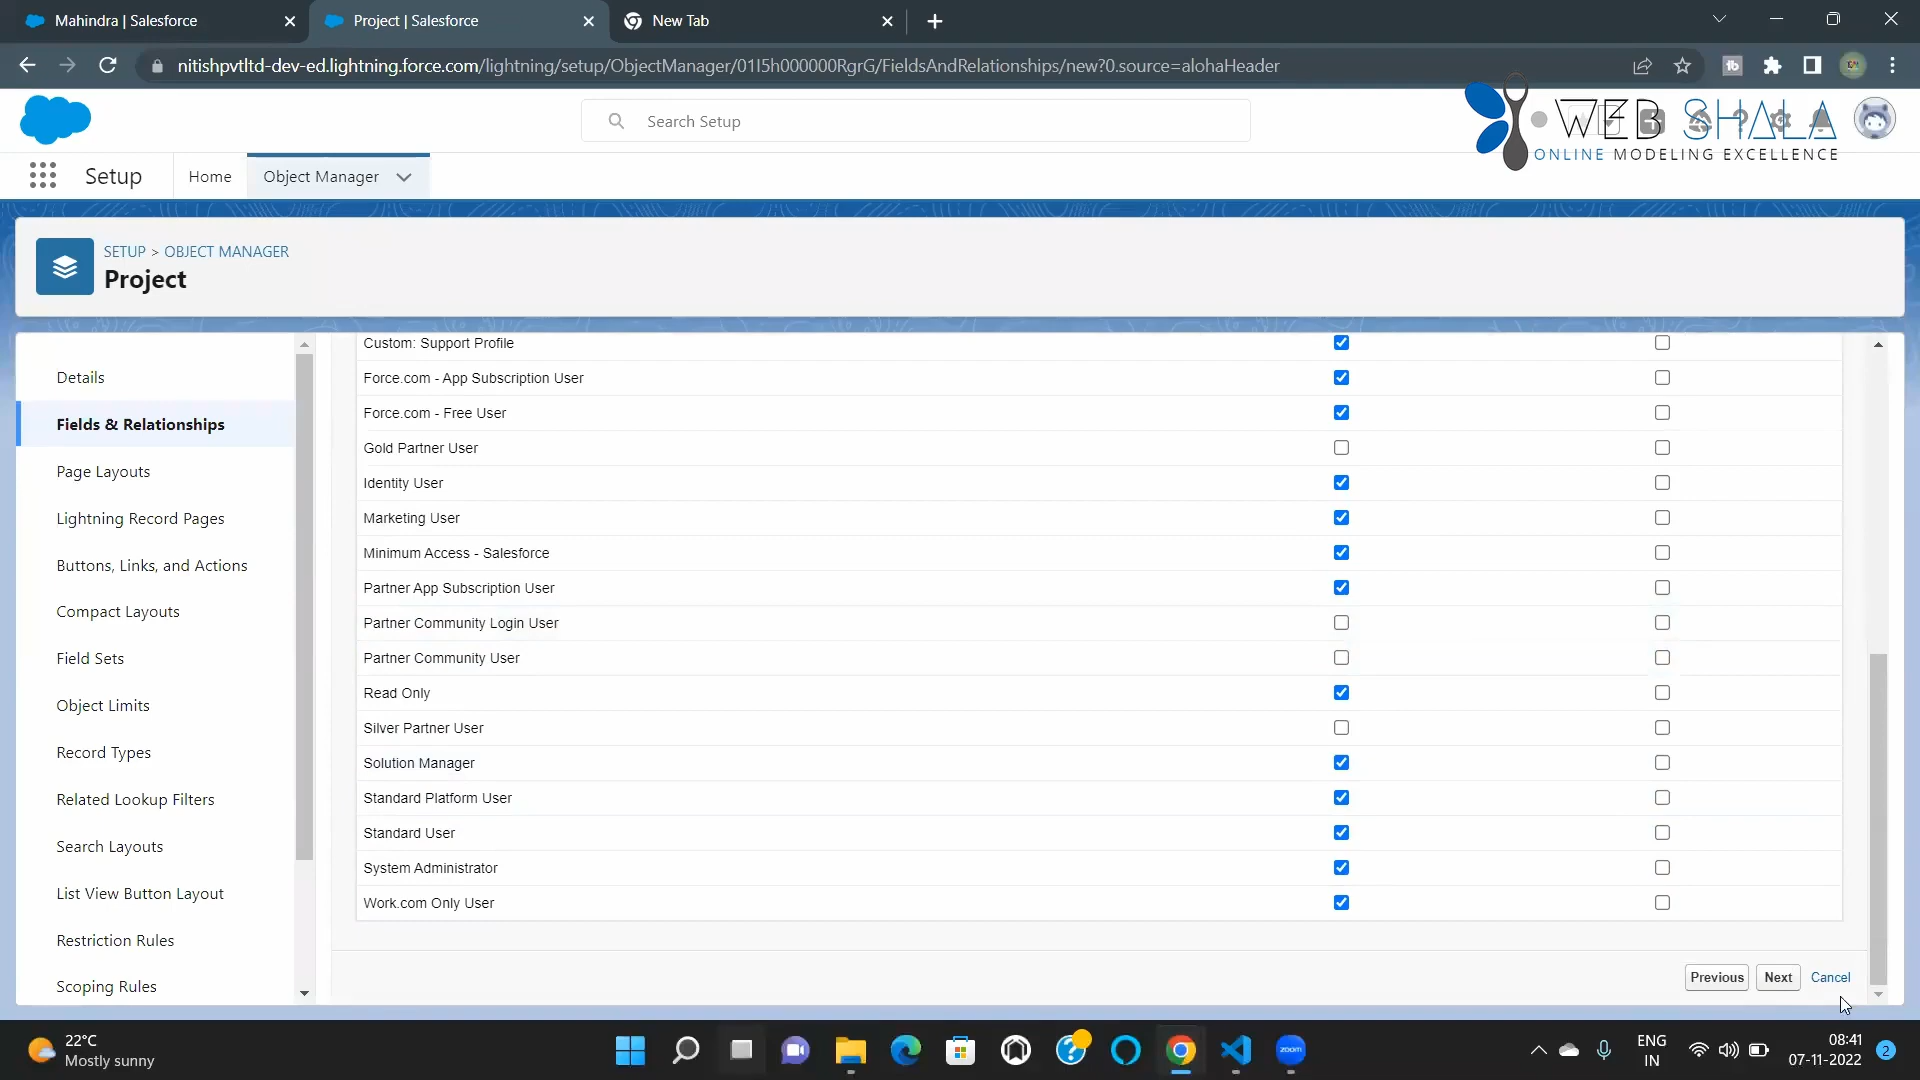 Mahindra | Salesforce
Project | Salesforce
New Tab
nitishpvtltd-dev-ed.lightning.force.com/lightning/setup/ObjectManager/01I5h000000RgrG/FieldsAndRelationships/new?0.source=alohaHeader
Search Setup
WEB SHALA
ONLINE MODELING EXCELLENCE
Setup
Home
Object Manager
SETUP > OBJECT MANAGER
Project
Details
Fields & Relationships
Page Layouts
Lightning Record Pages
Buttons, Links, and Actions
Compact Layouts
Field Sets
Object Limits
Record Types
Related Lookup Filters
Search Layouts
List View Button Layout
Restriction Rules
Scoping Rules
Custom: Support Profile
Force.com - App Subscription User
Force.com - Free User
Gold Partner User
Identity User
Marketing User
Minimum Access - Salesforce
Partner App Subscription User
Partner Community Login User
Partner Community User
Read Only
Silver Partner User
Solution Manager
Standard Platform User
Standard User
System Administrator
Work.com Only User
Previous
Next
Cancel
22°C
Mostly sunny
zoom
ENG
IN
08:41
07-11-2022
2